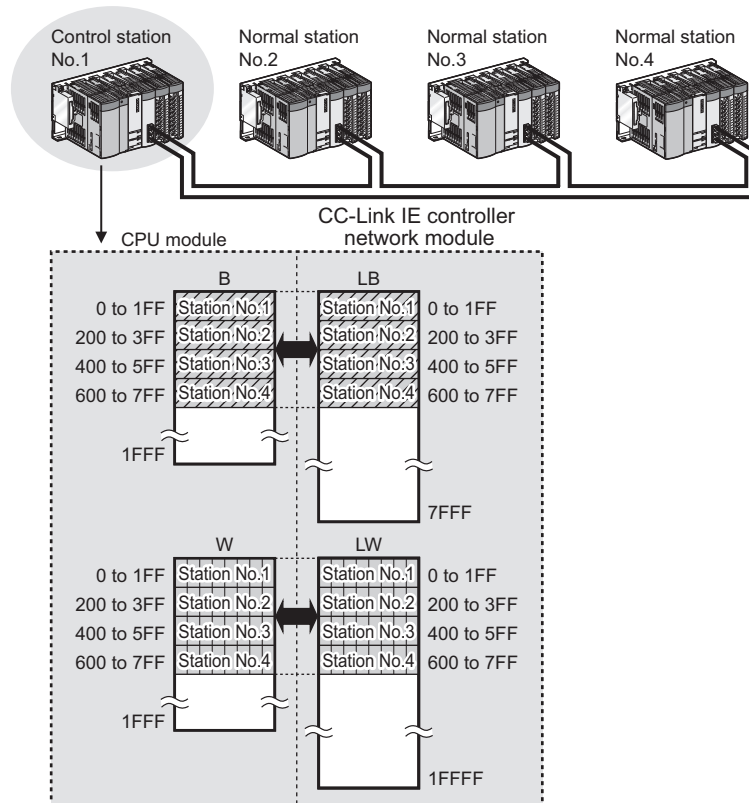 Control station
No.1
Normal station
No.2
Normal station
No.3
Normal station
No.4
CC-Link IE controller
network module
CPU module
B
LB
0 to 1FF Station No.1 Station No.1 0 to 1FF
200 to 3FF Station No.2 Station No.2 200 to 3FF
400 to 5FF Station No.3 Station No.3 400 to 5FF
600 to 7FF Station No.4 Station No.4 600 to 7FF
1FFF
7FFF
W
LW
0 to 1FF Station No.1 Station No.1 0 to 1FF
200 to 3FF Station No.2 Station No.2 200 to 3FF
400 to 5FF Station No.3 Station No.3 400 to 5FF
600 to 7FF Station No.4 Station No.4 600 to 7FF
1FFF
1FFFF